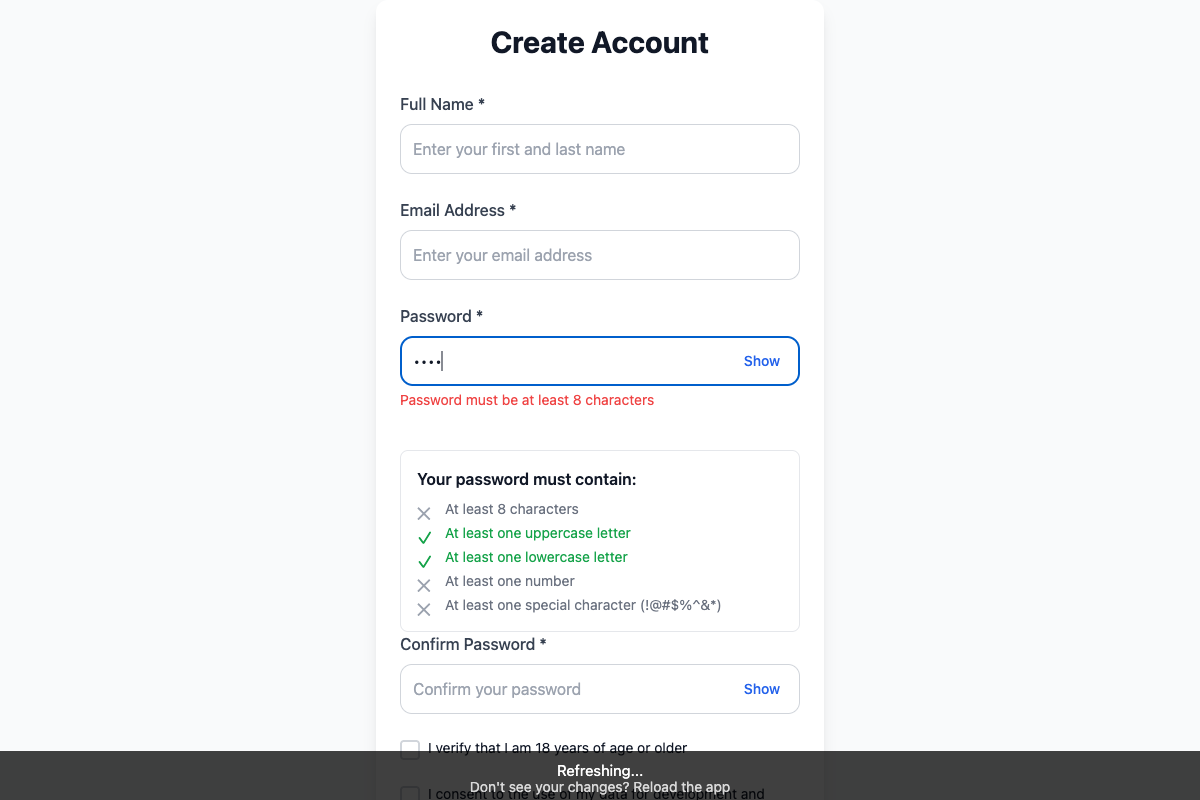 Create Account
Full Name *
Enter your first and last name
Email Address *
Enter your email address
Password *
••••
Show
Password must be at least 8 characters
Your password must contain:
At least 8 characters
At least one uppercase letter
At least one lowercase letter
At least one number
At least one special character (!@#$%^&*)
Confirm Password *
Confirm your password
Show
I verify that I am 18 years of age or older
Refreshing...
Don't see your changes? Reload the app
I consent to the use of my data for development and